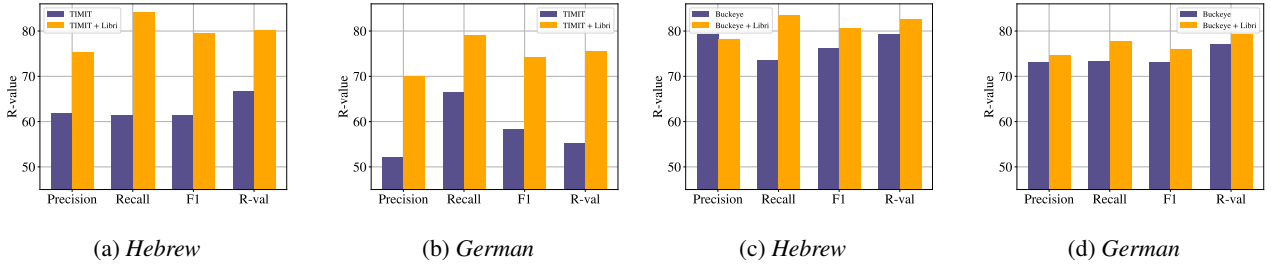 TIMIT
TIMIT + Libri
R-value
80
70
60
50
Precision Recall F1 R-val
(a) Hebrew
TIMIT
TIMIT + Libri
R-value
80
70
60
50
Precision Recall F1 R-val
(b) German
Buckeye
Buckeye + Libri
R-value
80
70
60
50
Precision Recall F1 R-val
(c) Hebrew
Buckeye
Buckeye + Libri
R-value
80
70
60
50
Precision Recall F1 R-val
(d) German